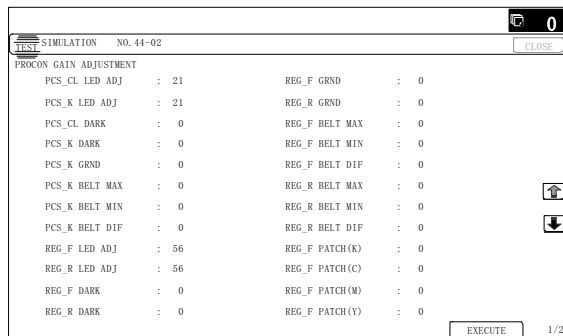 0
TEST SIMULATION NO.44-02
CLOSE
PROCON GAIN ADJUSTMENT
PCS_CL LED ADJ : 21 REG_F GRND : 0
PCS_K LED ADJ : 21 REG_R GRND : 0
PCS_CL DARK : 0 REG_F BELT MAX : 0
PCS_K DARK : 0 REG_F BELT MIN : 0
PCS_K GRND : 0 REG_F BELT DIF : 0
PCS_K BELT MAX : 0 REG_R BELT MAX : 0
PCS_K BELT MIN : 0 REG_R BELT MIN : 0
PCS_K BELT DIF : 0 REG_R BELT DIF : 0
REG_F LED ADJ : 56 REG_F PATCH(K) : 0
REG_R LED ADJ : 56 REG_F PATCH(C) : 0
REG_F DARK : 0 REG_F PATCH(M) : 0
REG_R DARK : 0 REG_F PATCH(Y) : 0
EXECUTE 1/2